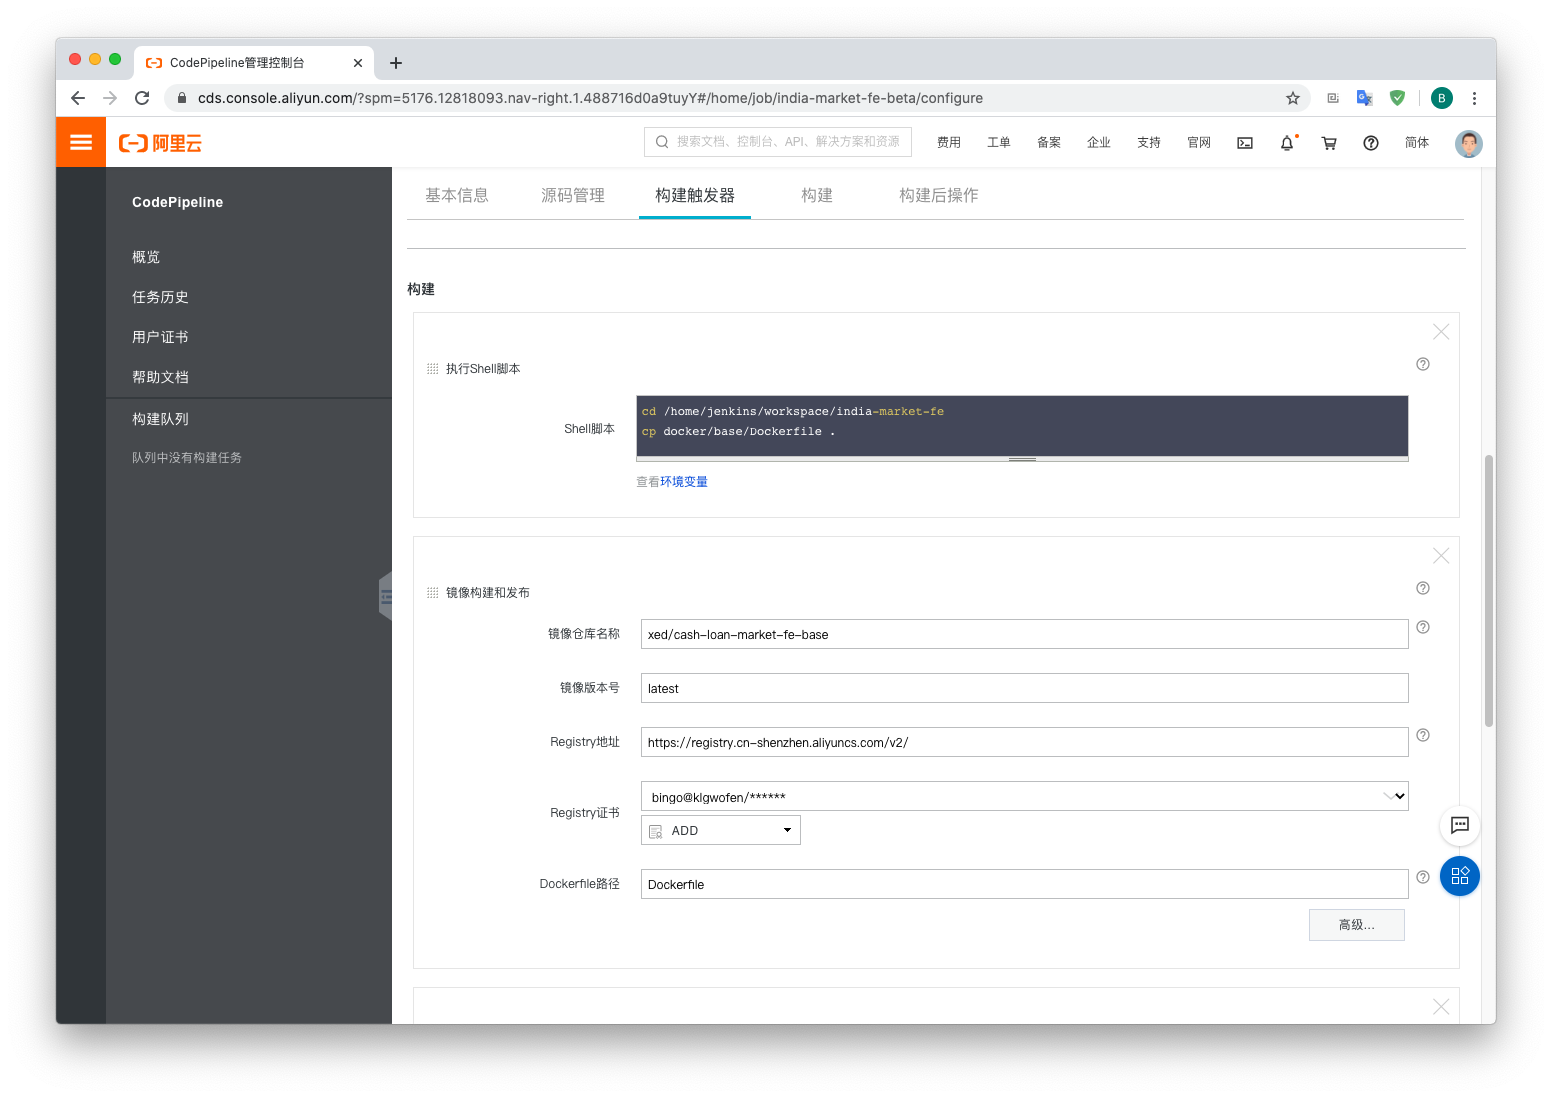 CodePipeline管理控制台
cds.console.aliyun.com/?spm=5176.12818093.nav-right.1.488716d0a9tuyY#/home/job/india-market-fe-beta/configure
B
阿里云
搜索文档、控制台、API、解决方案和资源
费用
工单
备案
企业
支持
官网
简体
CodePipeline
概览
任务历史
用户证书
帮助文档
构建队列
队列中没有构建任务
基本信息
源码管理
构建触发器
构建
构建后操作
构建
执行Shell脚本
Shell脚本
cd /home/jenkins/workspace/india-market-fe
cp docker/base/Dockerfile .
查看环境变量
镜像构建和发布
镜像仓库名称
xed/cash-loan-market-fe-base
镜像版本号
latest
Registry地址
https://registry.cn-shenzhen.aliyuncs.com/v2/
Registry证书
bingo@klgwofen/******
ADD
Dockerfile路径
Dockerfile
高级...